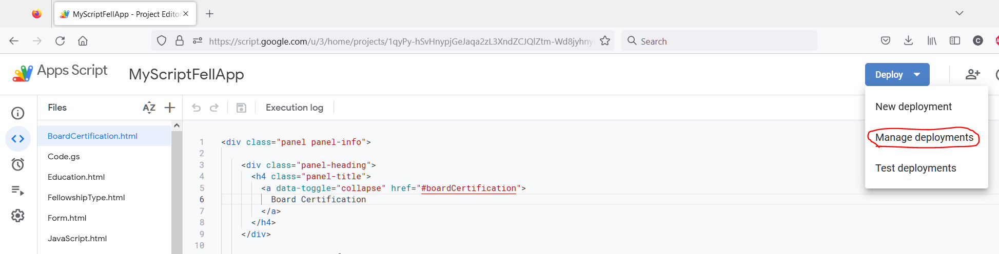 MyScriptFellApp - Project Editor
https://script.google.com/u/3/home/projects/1qyPy-hSvHnypjGeJaqa2zL3XndZCJQlZtm-Wd8jyhny
Search
C
Apps Script
MyScriptFellApp
Deploy
New deployment
Manage deployments
Test deployments
Files
AZ
Execution log
BoardCertification.html
Code.gs
Education.html
FellowshipType.html
Form.html
JavaScript.html
1 <div class="panel panel-info">
2
3 <div class="panel-heading">
4 <h4 class="panel-title">
5 <a data-toggle="collapse" href="#boardCertification">
6 Board Certification
7 </a>
8 </h4>
9 </div>
10